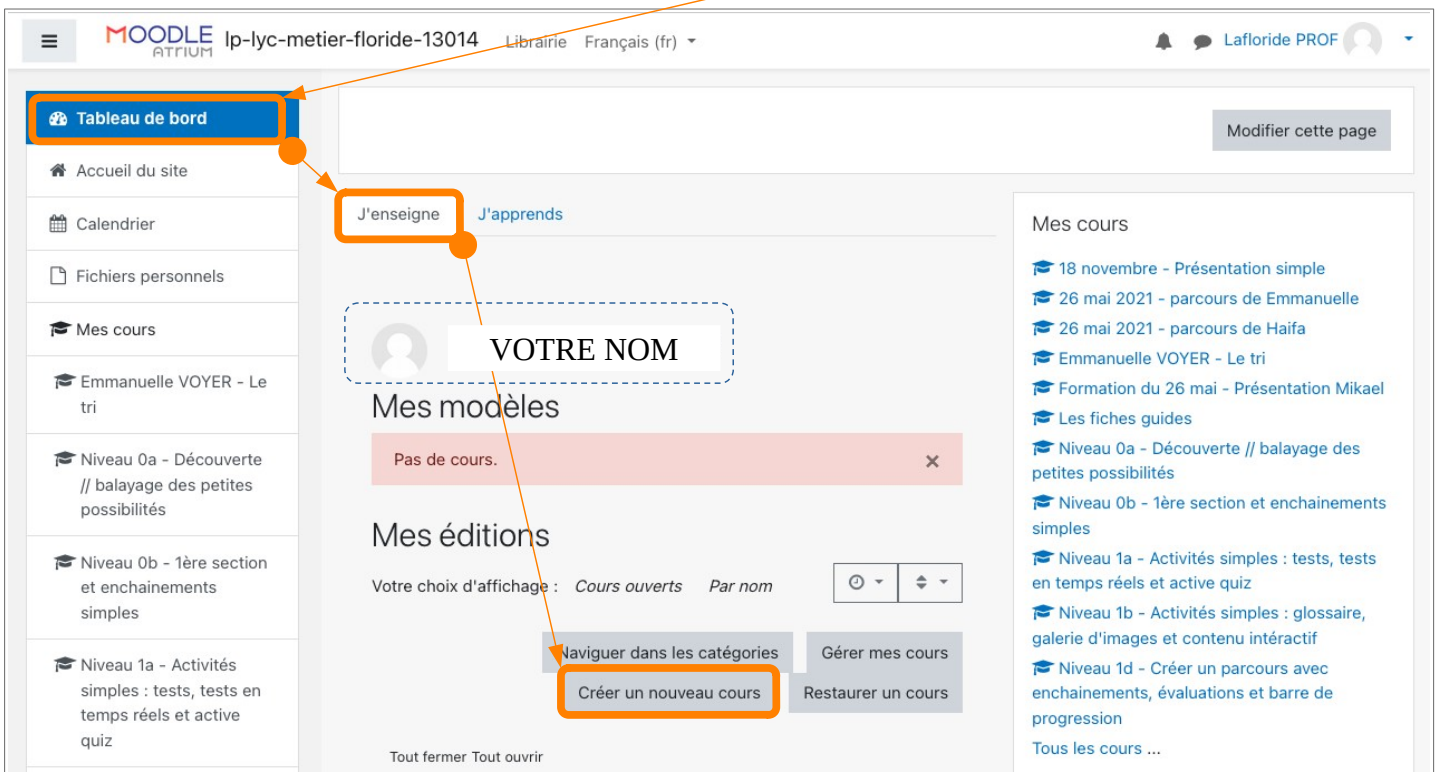 MOODLE
ATRIUM
lp-lyc-metier-floride-13014 Librairie Français (fr)
Lafloride PROF
Tableau de bord
Accueil du site
Calendrier
Fichiers personnels
Mes cours
Emmanuelle VOYER - Le
tri
Niveau 0a - Découverte
// balayage des petites
possibilités
Niveau 0b - 1ère section
et enchainements
simples
Niveau 1a - Activités
simples : tests, tests en
temps réels et active
quiz
Modifier cette page
J'enseigne J'apprends
VOTRE NOM
Mes modèles
Pas de cours. ×
Mes éditions
Votre choix d'affichage : Cours ouverts Par nom
Naviguer dans les catégories Gérer mes cours
Créer un nouveau cours Restaurer un cours
Tout fermer Tout ouvrir
Mes cours
18 novembre - Présentation simple
26 mai 2021 - parcours de Emmanuelle
26 mai 2021 - parcours de Haifa
Emmanuelle VOYER - Le tri
Formation du 26 mai - Présentation Mikael
Les fiches guides
Niveau 0a - Découverte // balayage des
petites possibilités
Niveau 0b - 1ère section et enchainements
simples
Niveau 1a - Activités simples : tests, tests
en temps réels et active quiz
Niveau 1b - Activités simples : glossaire,
galerie d'images et contenu intéractif
Niveau 1d - Créer un parcours avec
enchainements, évaluations et barre de
progression
Tous les cours ...